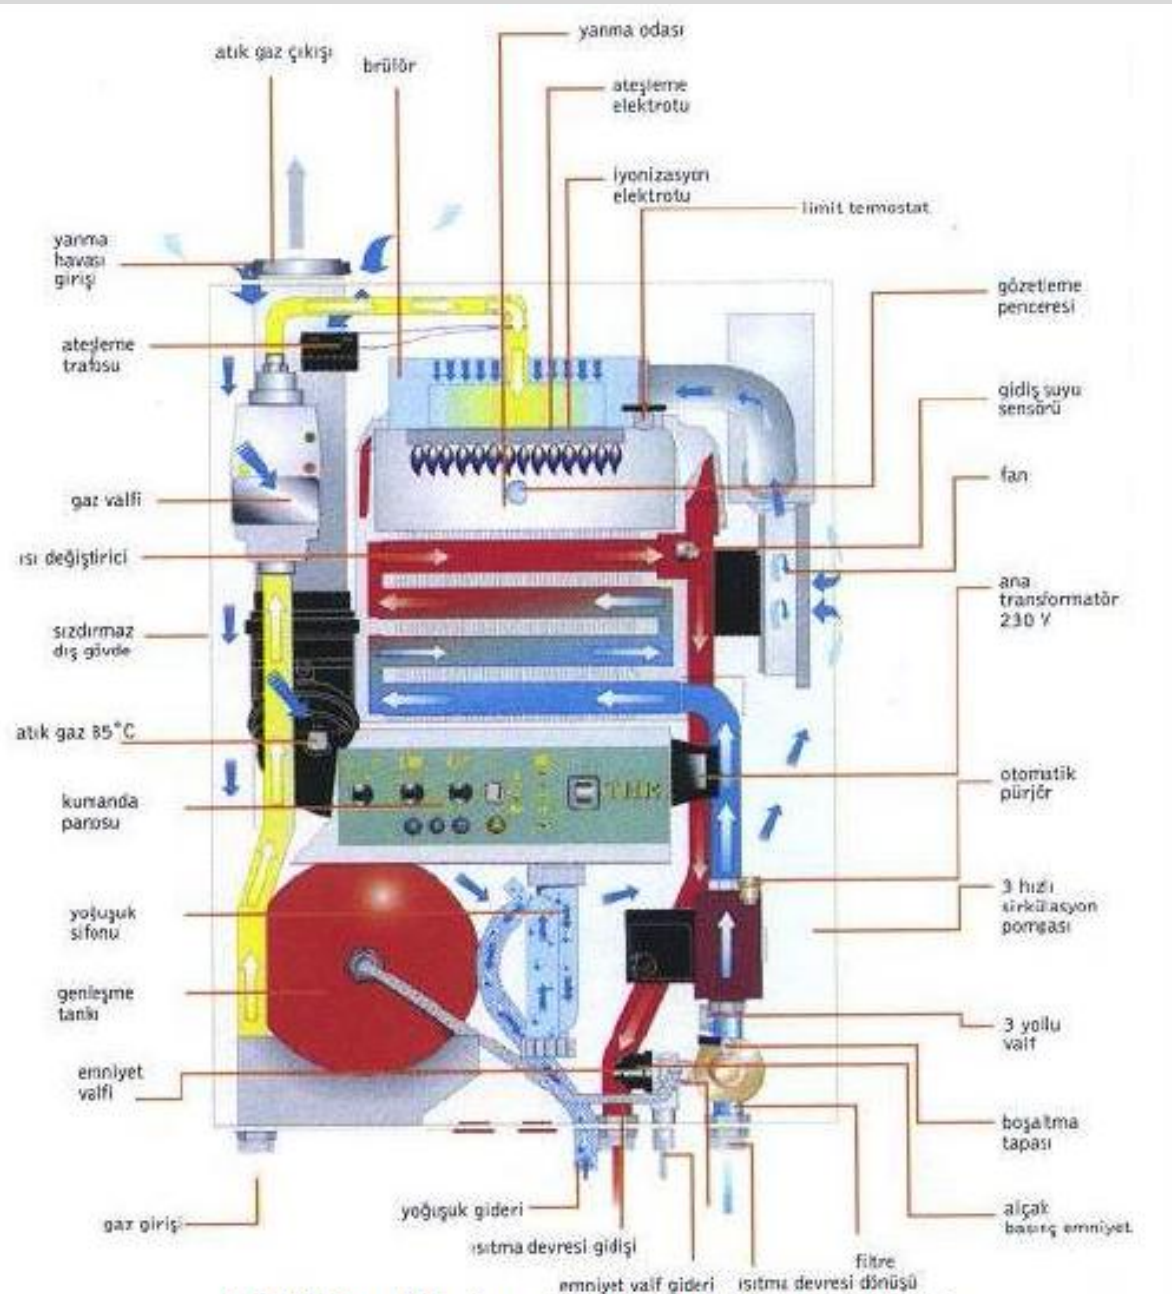 yanma odası
atık gaz çıkışı
brülör
ateşleme
elektrotu
iyonizasyon
elektrotu
limit termostat
yanma
havası
girişi
gözetleme
penceresi
ateşleme
trafosu
gidiş suyu
sensörü
fan
gaz valfi
ısı değiştirici
ana
transformatör
230 V
sızdırmaz
dış gövde
atık gaz 85°C
otomatik
pürjör
kumanda
panosu
THR
3 hızlı
sirkülasyon
pompası
yoğuşuk
sifonu
genleşme
tankı
3 yollu
valf
emniyet
valfi
boşaltma
tapası
alçak
basınç emniyet
gaz girişi
yoğuşuk gideri
ısıtma devresi gidişi
emniyet valf gideri
filtre
ısıtma devresi dönüşü